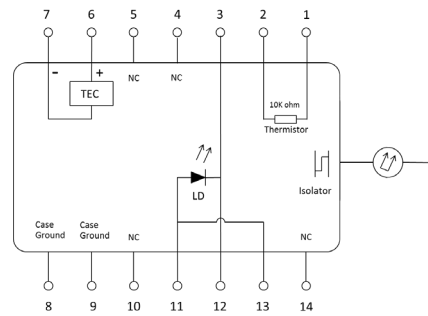 7 6 5 4 3 2 1
- + NC NC
TEC
10K ohm
Thermistor
LD
Isolator
Case Ground
Case Ground
NC
NC
8 9 10 11 12 13 14